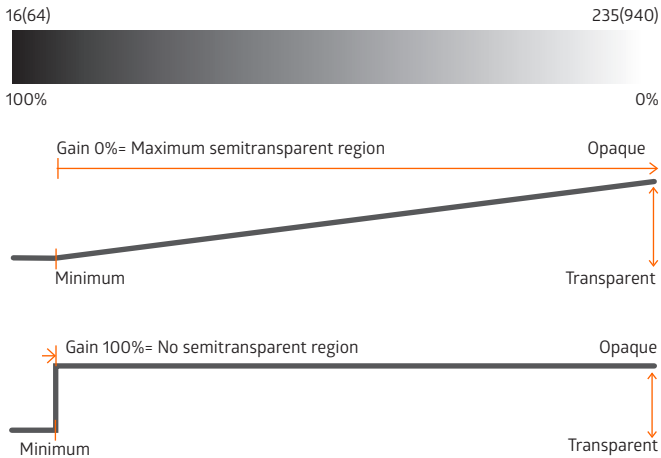 16(64) 235(940)
100% 0%
Gain 0%= Maximum semitransparent region Opaque
Minimum Transparent
Gain 100%= No semitransparent region Opaque
Minimum Transparent